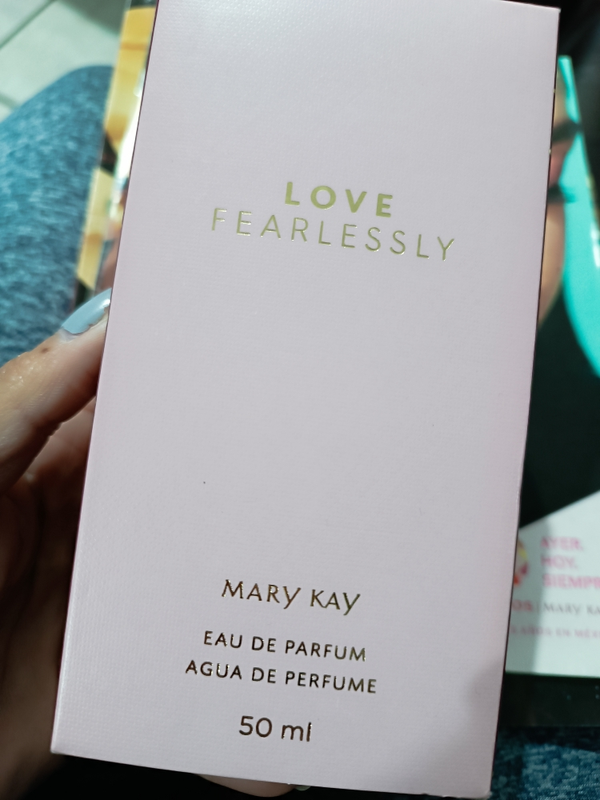 LOVE
FEARLESSLY
MARY KAY
EAU DE PARFUM
AGUA DE PERFUME
50 ml
AYER.
HOY.
SIEMPRE
MARY KA